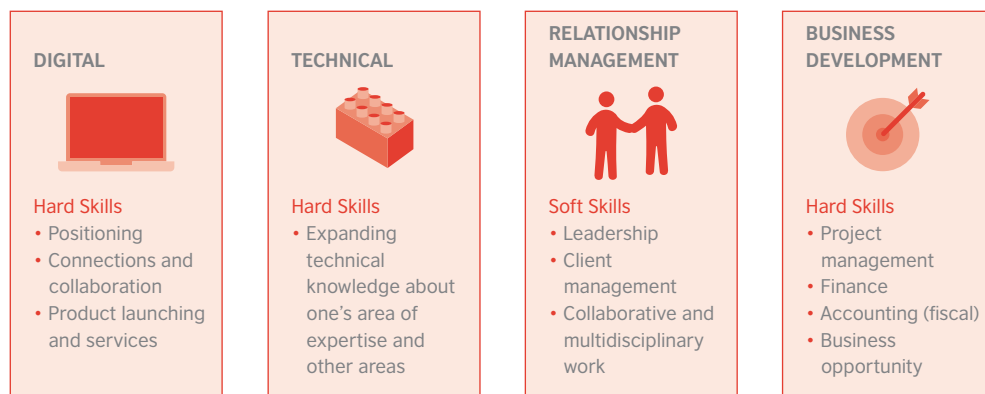 DIGITAL
Hard Skills
• Positioning
• Connections and
collaboration
• Product launching
and services
TECHNICAL
Hard Skills
• Expanding
technical
knowledge about
one's area of
expertise and
other areas
RELATIONSHIP
MANAGEMENT
Soft Skills
• Leadership
• Client
management
• Collaborative and
multidisciplinary
work
BUSINESS
DEVELOPMENT
Hard Skills
• Project
management
• Finance
• Accounting (fiscal)
• Business
opportunity